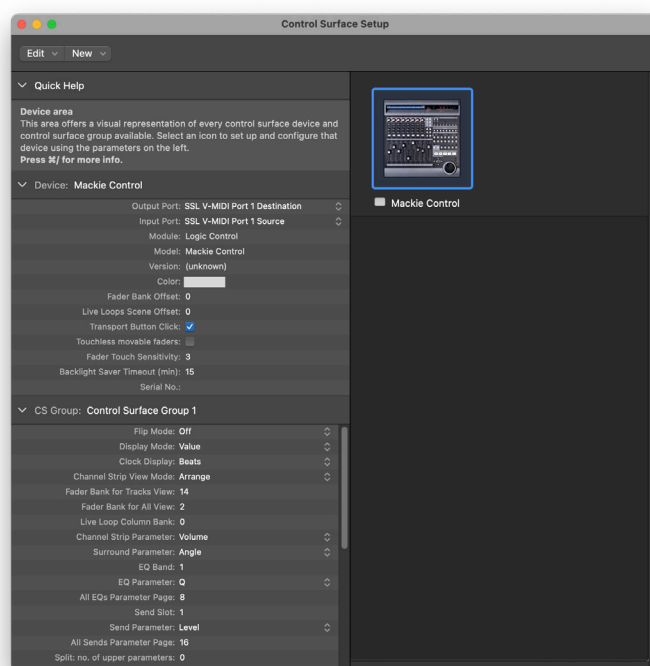 Control Surface Setup
Edit New
Quick Help
Device area
This area offers a visual representation of every control surface device and
control surface group available. Select an icon to set up and configure that
device using the parameters on the left.
Press ⌘/ for more info.
Device: Mackie Control
Output Port: SSL V-MIDI Port 1 Destination
Input Port: SSL V-MIDI Port 1 Source
Module: Logic Control
Model: Mackie Control
Version: (unknown)
Color:
Fader Bank Offset: 0
Live Loops Scene Offset: 0
Transport Button Click:
Touchless movable faders:
Fader Touch Sensitivity: 3
Backlight Saver Timeout (min): 15
Serial No.:
CS Group: Control Surface Group 1
Flip Mode: Off
Display Mode: Value
Clock Display: Beats
Channel Strip View Mode: Arrange
Fader Bank for Tracks View: 14
Fader Bank for All View: 2
Live Loop Column Bank: 0
Channel Strip Parameter: Volume
Surround Parameter: Angle
EQ Band: 1
EQ Parameter: Q
All EQs Parameter Page: 8
Send Slot: 1
Send Parameter: Level
All Sends Parameter Page: 16
Split: no. of upper parameters: 0
Mackie Control